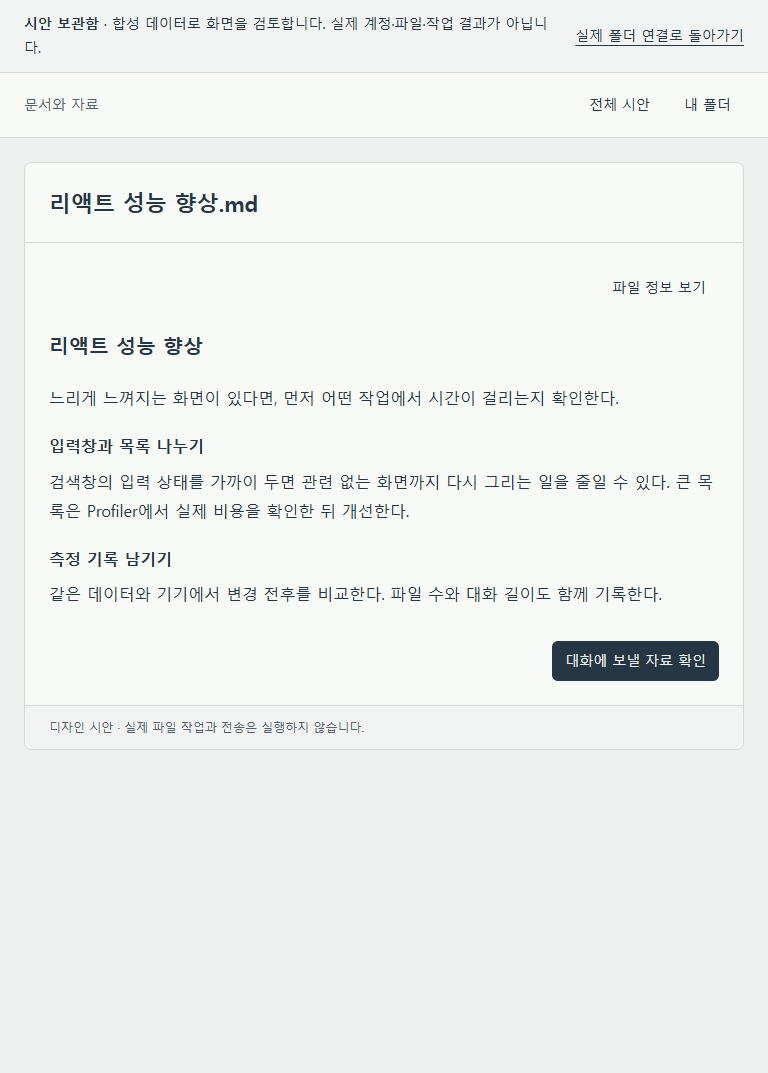 시안 보관함 · 합성 데이터로 화면을 검토합니다. 실제 계정·파일·작업 결과가 아닙니
다.
실제 폴더 연결로 돌아가기
문서와 자료
전체 시안
내 폴더
리액트 성능 향상.md
파일 정보 보기
리액트 성능 향상
느리게 느껴지는 화면이 있다면, 먼저 어떤 작업에서 시간이 걸리는지 확인한다.
입력창과 목록 나누기
검색창의 입력 상태를 가까이 두면 관련 없는 화면까지 다시 그리는 일을 줄일 수 있다. 큰 목
록은 Profiler에서 실제 비용을 확인한 뒤 개선한다.
측정 기록 남기기
같은 데이터와 기기에서 변경 전후를 비교한다. 파일 수와 대화 길이도 함께 기록한다.
대화에 보낼 자료 확인
디자인 시안 · 실제 파일 작업과 전송은 실행하지 않습니다.